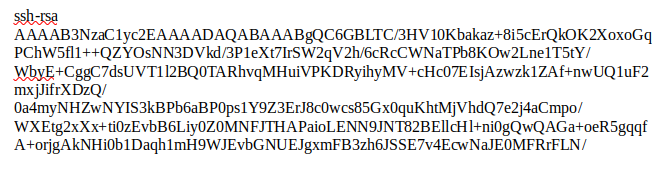 ssh-rsa
AAAAB3NzaC1yc2EAAAADAQABAAABgQC6GBLTC/3HV10Kbakaz+8i5cErQkOK2XoxoGq
PChW5fl1++QZYOsNN3DVkd/3P1eXt7IrSW2qV2h/6cRcCWNaTPb8KOw2Lne1T5tY/
WbyE+CggC7dsUVT1l2BQ0TARhvqMHuiVPKDRyihyMV+cHc07EIsjAzwzk1ZAf+nwUQ1uF2
mxjJifrXDzQ/
0a4myNHZwNYIS3kBPb6aBP0ps1Y9Z3ErJ8c0wcs85Gx0quKhtMjVhdQ7e2j4aCmpo/
WXEtg2xXx+ti0zEvbB6Liy0Z0MNFJTHAPaioLENN9JNT82BEllcHl+ni0gQwQAGa+oeR5gqqf
A+orjgAkNHi0b1Daqh1mH9WJEvbGNUEJgxmFB3zh6JSSE7v4EcwNaJE0MFRrFLN/